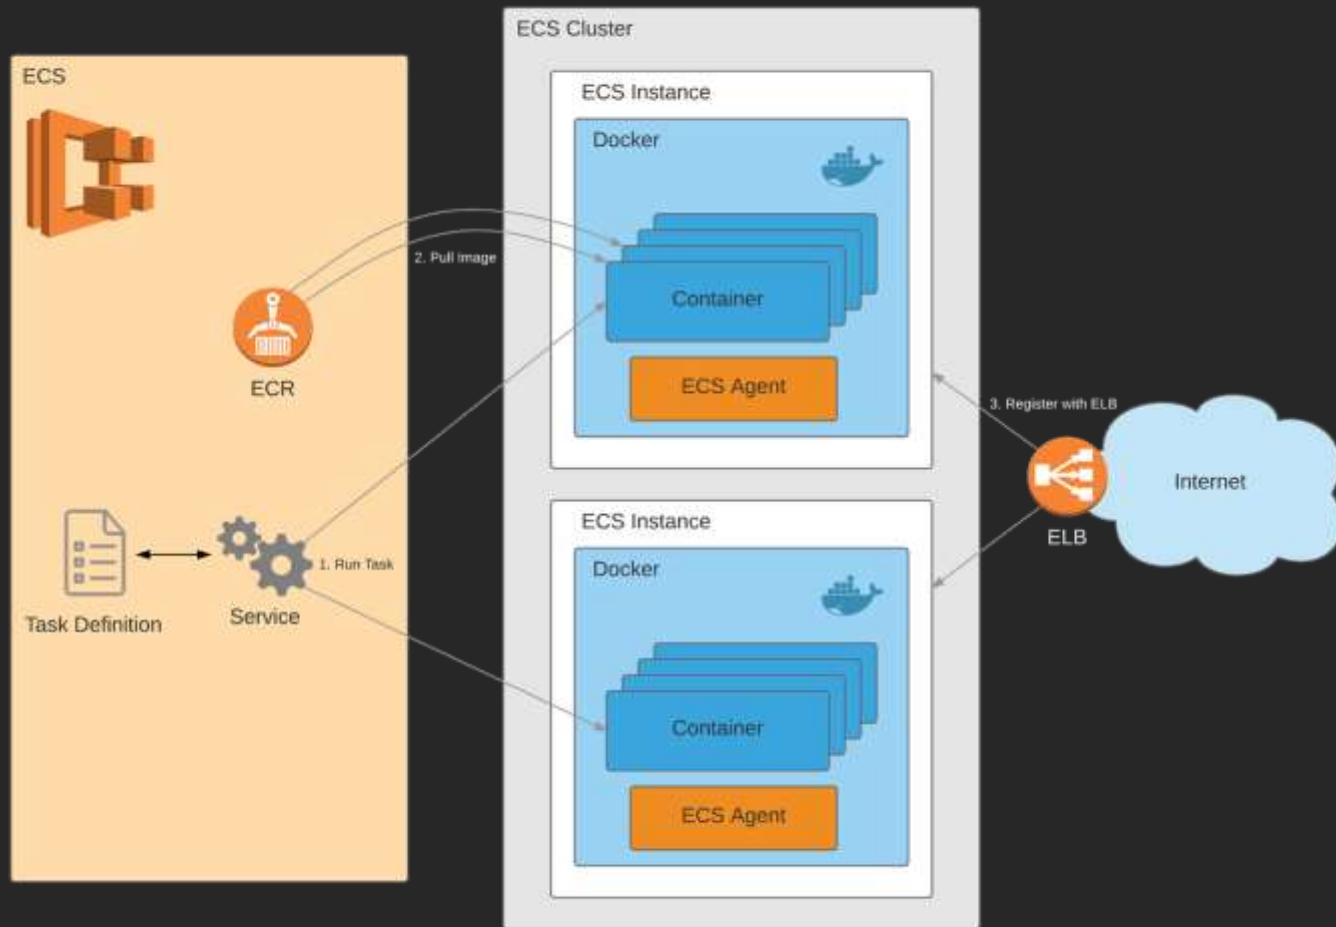 ECS
ECR
Task Definition
Service
1. Run Task
2. Pull Image
ECS Cluster
ECS Instance
Docker
Container
ECS Agent
ECS Instance
Docker
Container
ECS Agent
3. Register with ELB
ELB
Internet